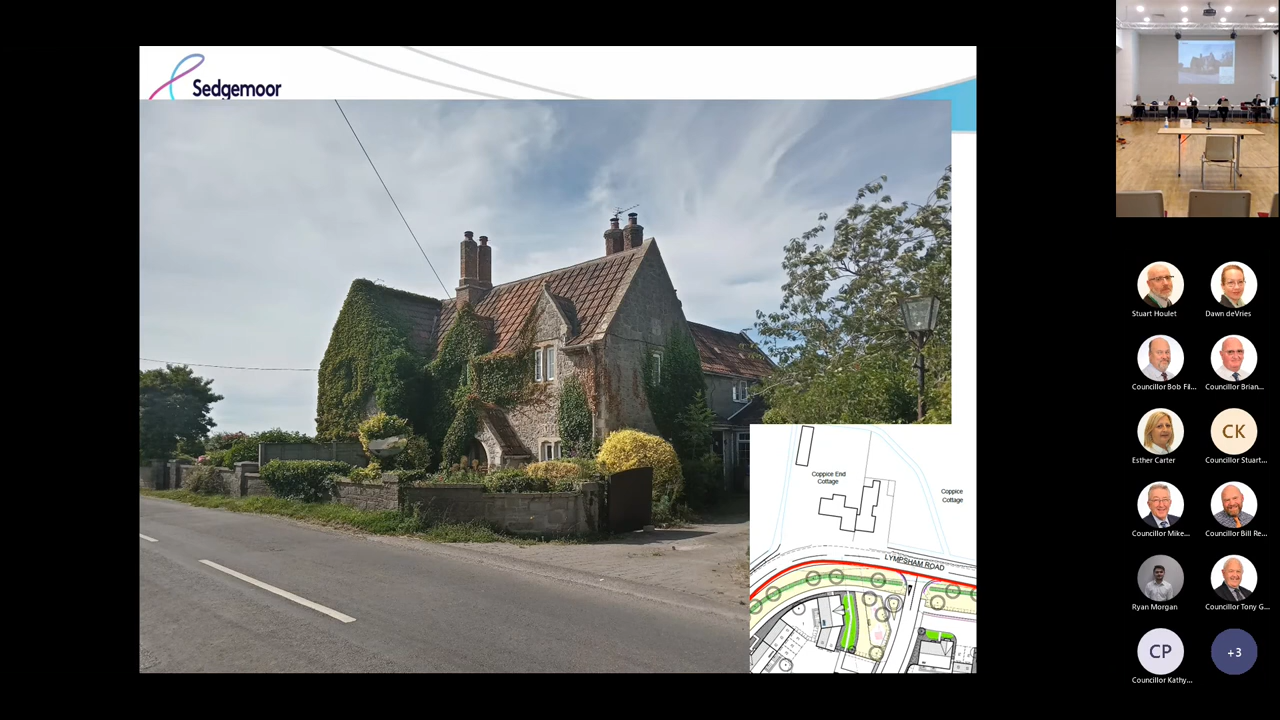 Sedgemoor
Coppice End
Cottage
Coppice
Cottage
LYMPSHAM ROAD
Stuart Houlet
Dawn deVries
Councillor Bob Fil...
Councillor Brian...
Esther Carter
CK
Councillor Stuart...
Councillor Mike...
Councillor Bill Re...
Ryan Morgan
Councillor Tony G...
CP
Councillor Kathy...
+3